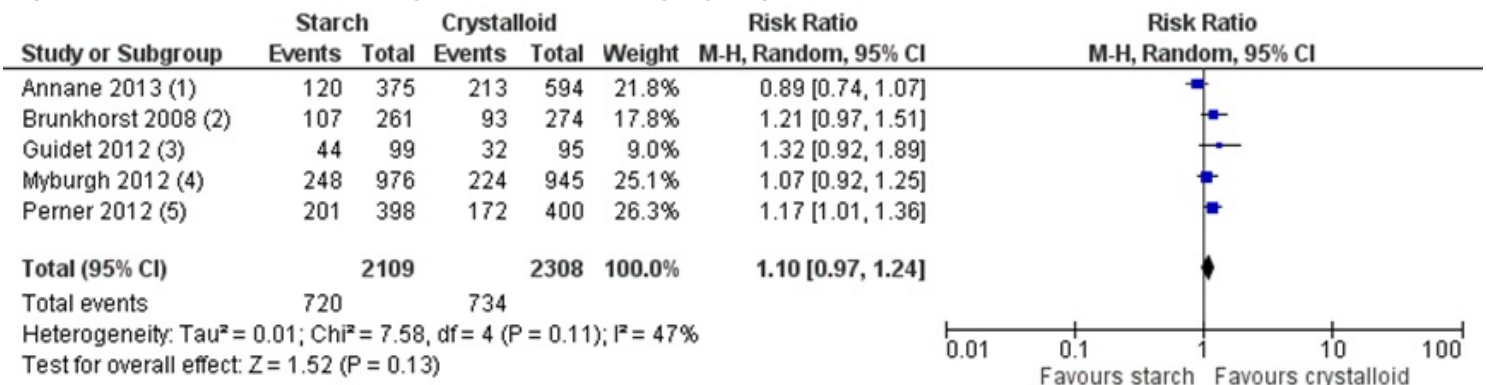 Starch Crystalloid Risk Ratio Risk Ratio
Study or Subgroup Events Total Events Total Weight M-H, Random, 95% CI M-H, Random, 95% CI
Annane 2013 (1) 120 375 213 594 21.8% 0.89 [0.74, 1.07]
Brunkhorst 2008 (2) 107 261 93 274 17.8% 1.21 [0.97, 1.51]
Guidet 2012 (3) 44 99 32 95 9.0% 1.32 [0.92, 1.89]
Myburgh 2012 (4) 248 976 224 945 25.1% 1.07 [0.92, 1.25]
Perner 2012 (5) 201 398 172 400 26.3% 1.17 [1.01, 1.36]
Total (95% CI) 2109 2308 100.0% 1.10 [0.97, 1.24]
Total events 720 734
Heterogeneity: Tau² = 0.01; Chi² = 7.58, df = 4 (P = 0.11); I² = 47%
Test for overall effect: Z = 1.52 (P = 0.13)
0.01 0.1 1 10 100
Favours starch Favours crystalloid